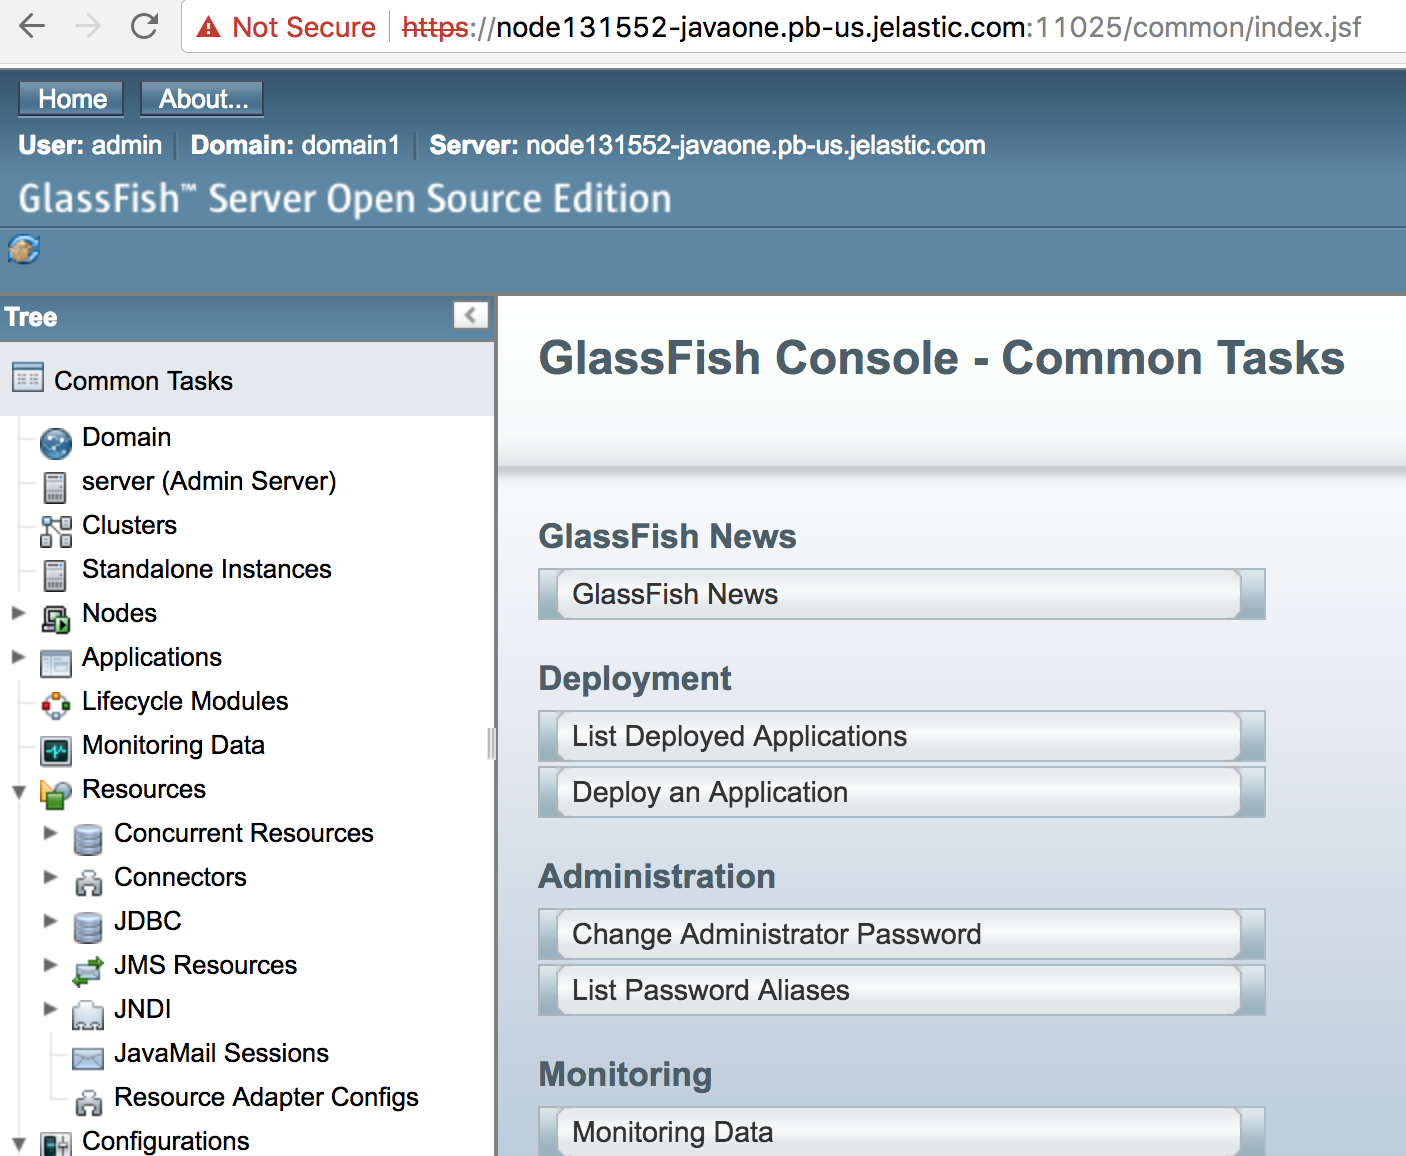 Not Secure https://node131552-javaone.pb-us.jelastic.com:11025/common/index.jsf
Home About...
User: admin Domain: domain1 Server: node131552-javaone.pb-us.jelastic.com
GlassFish™ Server Open Source Edition
Tree
Common Tasks
Domain
server (Admin Server)
Clusters
Standalone Instances
Nodes
Applications
Lifecycle Modules
Monitoring Data
Resources
Concurrent Resources
Connectors
JDBC
JMS Resources
JNDI
JavaMail Sessions
Resource Adapter Configs
Configurations
GlassFish Console - Common Tasks
GlassFish News
GlassFish News
Deployment
List Deployed Applications
Deploy an Application
Administration
Change Administrator Password
List Password Aliases
Monitoring
Monitoring Data